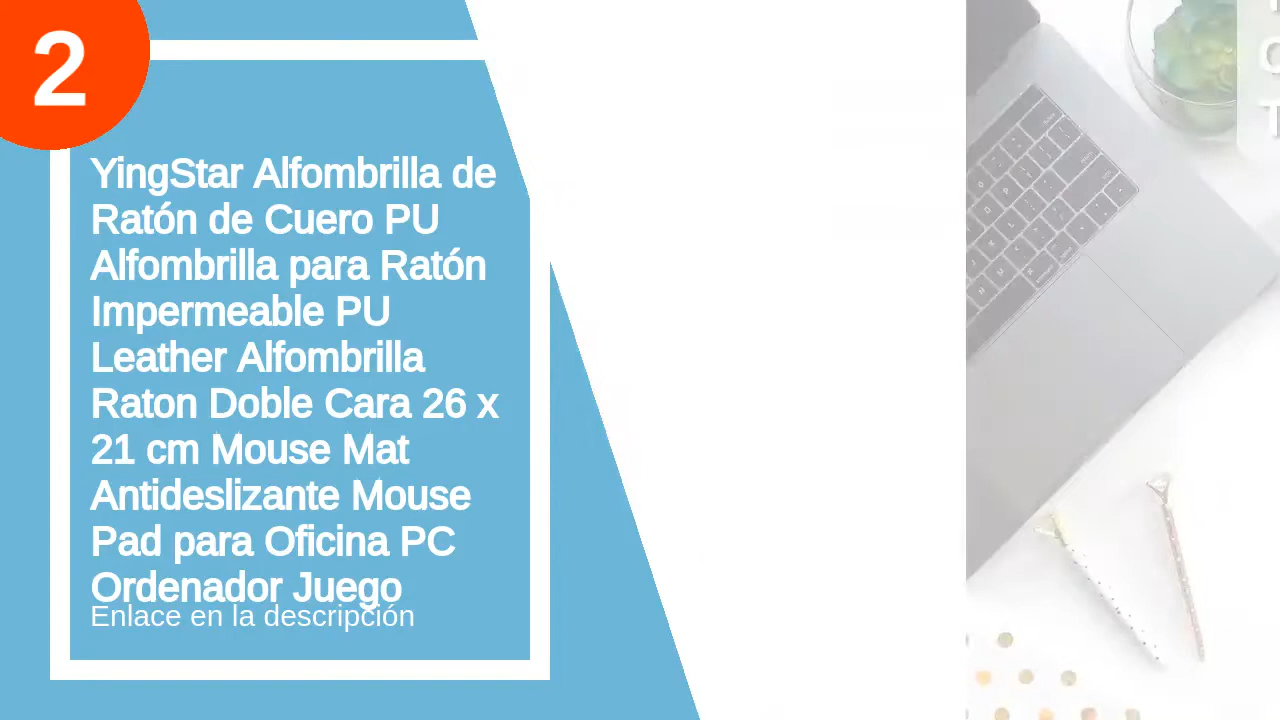 2
YingStar Alfombrilla de
Ratón de Cuero PU
Alfombrilla para Ratón
Impermeable PU
Leather Alfombrilla
Raton Doble Cara 26 x
21 cm Mouse Mat
Antideslizante Mouse
Pad para Oficina PC
Ordenador Juego
Enlace en la descripción